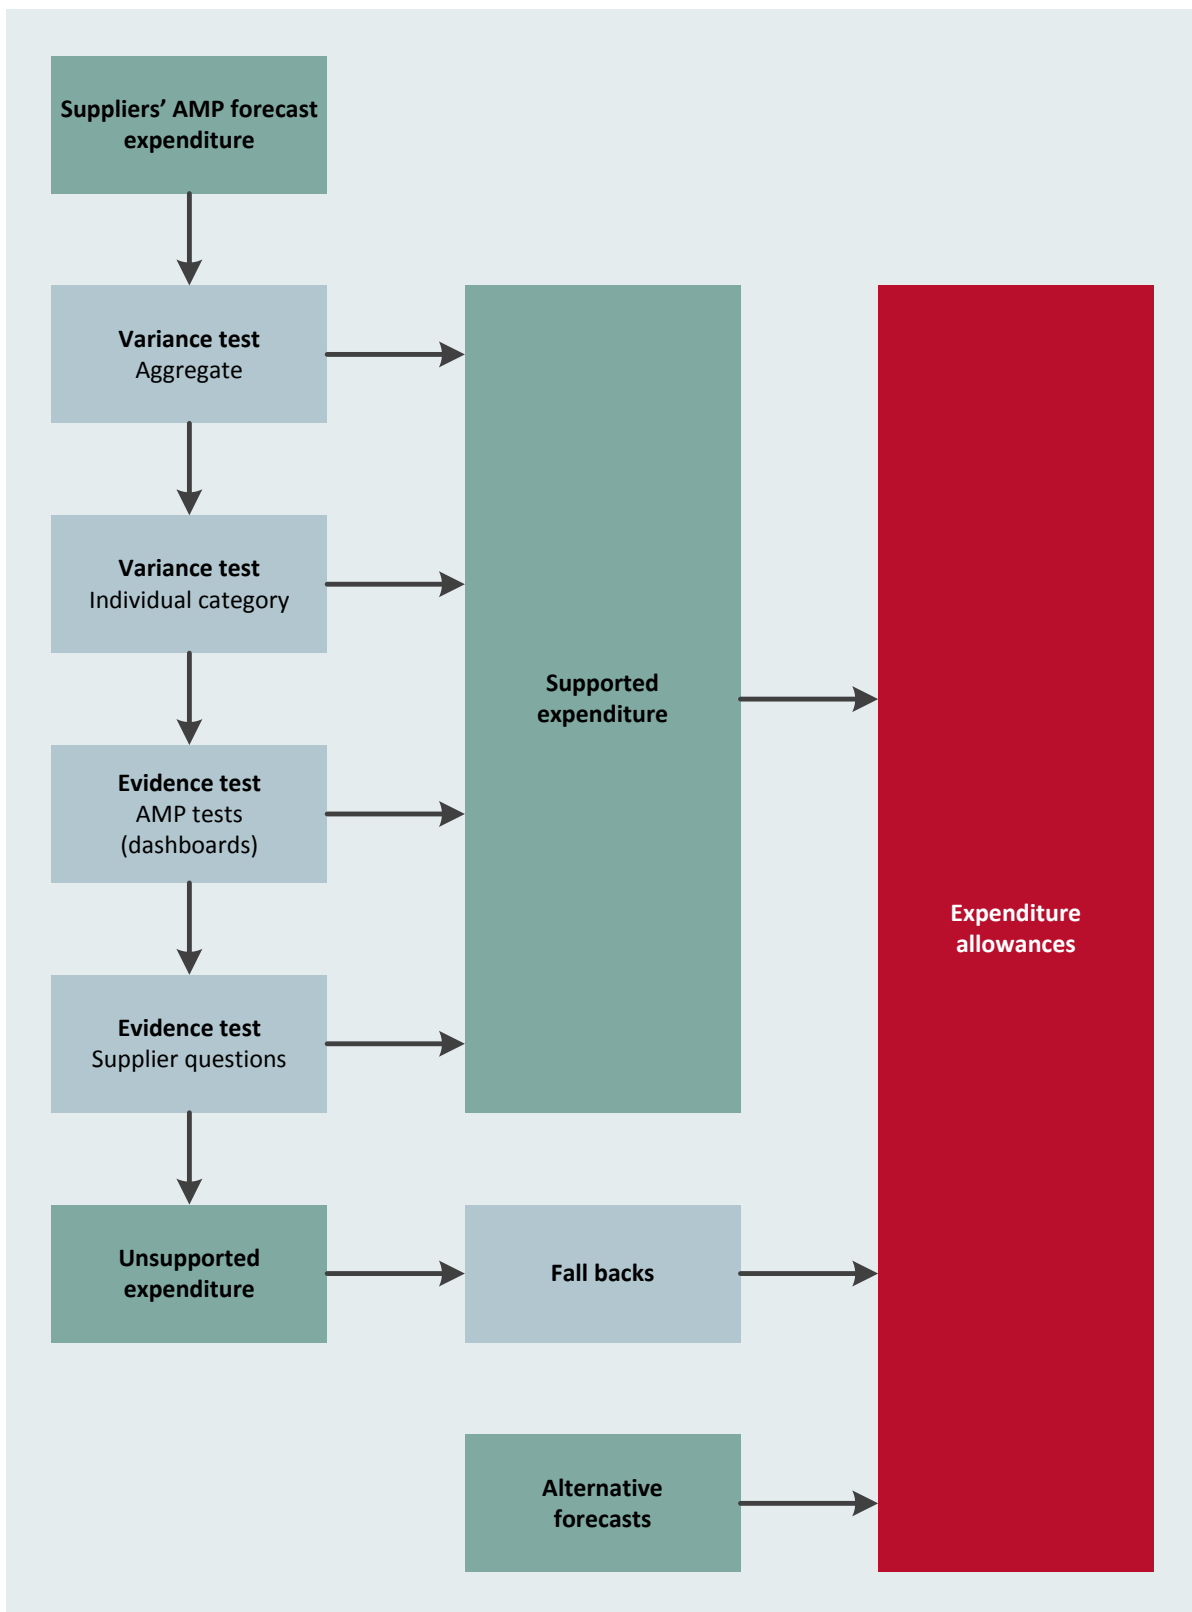 Suppliers’ AMP forecast
expenditure
Variance test
Aggregate
Variance test
Individual category
Supported
expenditure
Evidence test
AMP tests
(dashboards)
Expenditure
allowances
Evidence test
Supplier questions
Unsupported
expenditure
Fall backs
Alternative
forecasts